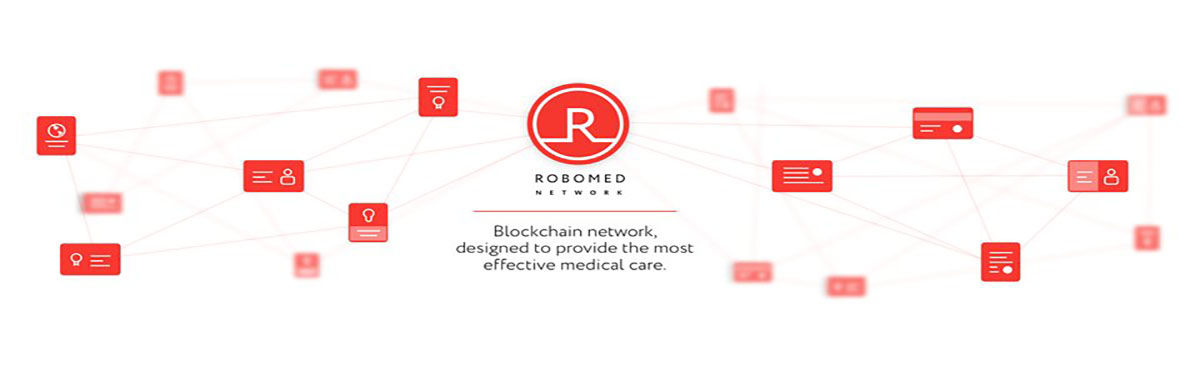 R
ROBOMED
NETWORK
Blockchain network,
designed to provide the most
effective medical care.